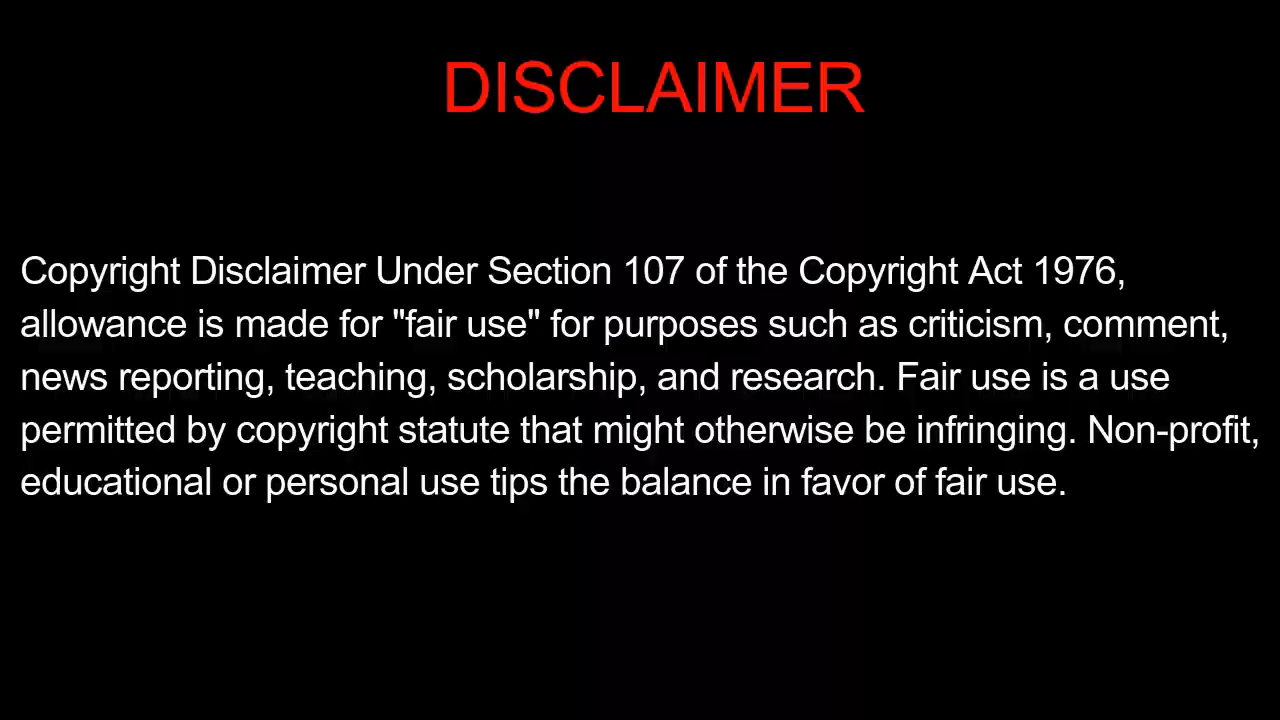 DISCLAIMER
Copyright Disclaimer Under Section 107 of the Copyright Act 1976,
allowance is made for "fair use" for purposes such as criticism, comment,
news reporting, teaching, scholarship, and research. Fair use is a use
permitted by copyright statute that might otherwise be infringing. Non-profit,
educational or personal use tips the balance in favor of fair use.